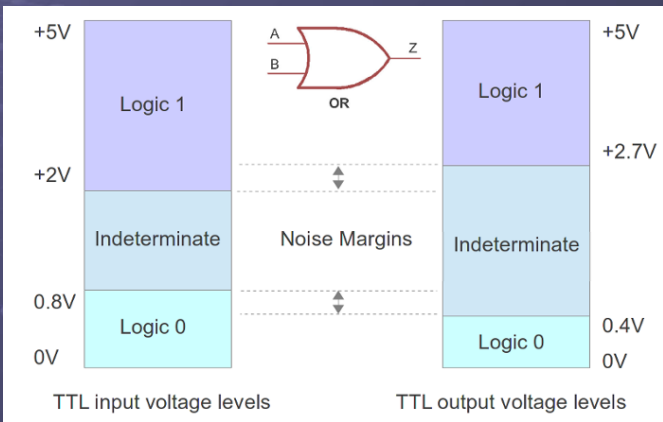 +5V
Logic 1
+2V
Indeterminate
0.8V
Logic 0
0V
TTL input voltage levels
A
B
Z
OR
Noise Margins
+5V
Logic 1
+2.7V
Indeterminate
0.4V
Logic 0
0V
TTL output voltage levels